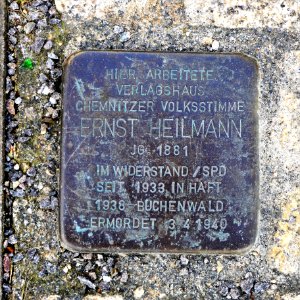 HIER ARBEITETE
VERLAGSHAUS
CHEMNITZER VOLKSSTIMME
ERNST HEILMANN
JG. 1881
IM WIDERSTAND / SPD
SEIT 1933 IN HAFT
1938 BUCHENWALD
ERMORDET 3.4.1940